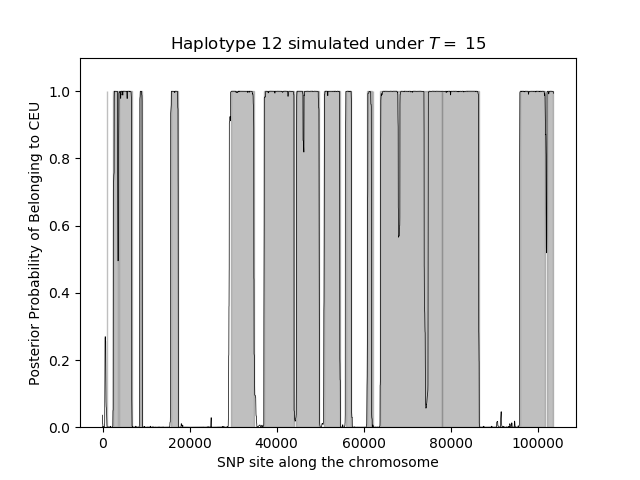 Haplotype 12 simulated under T = 15
Posterior Probability of Belonging to CEU
1.0
0.8
0.6
0.4
0.2
0.0
0 20000 40000 60000 80000 100000
SNP site along the chromosome